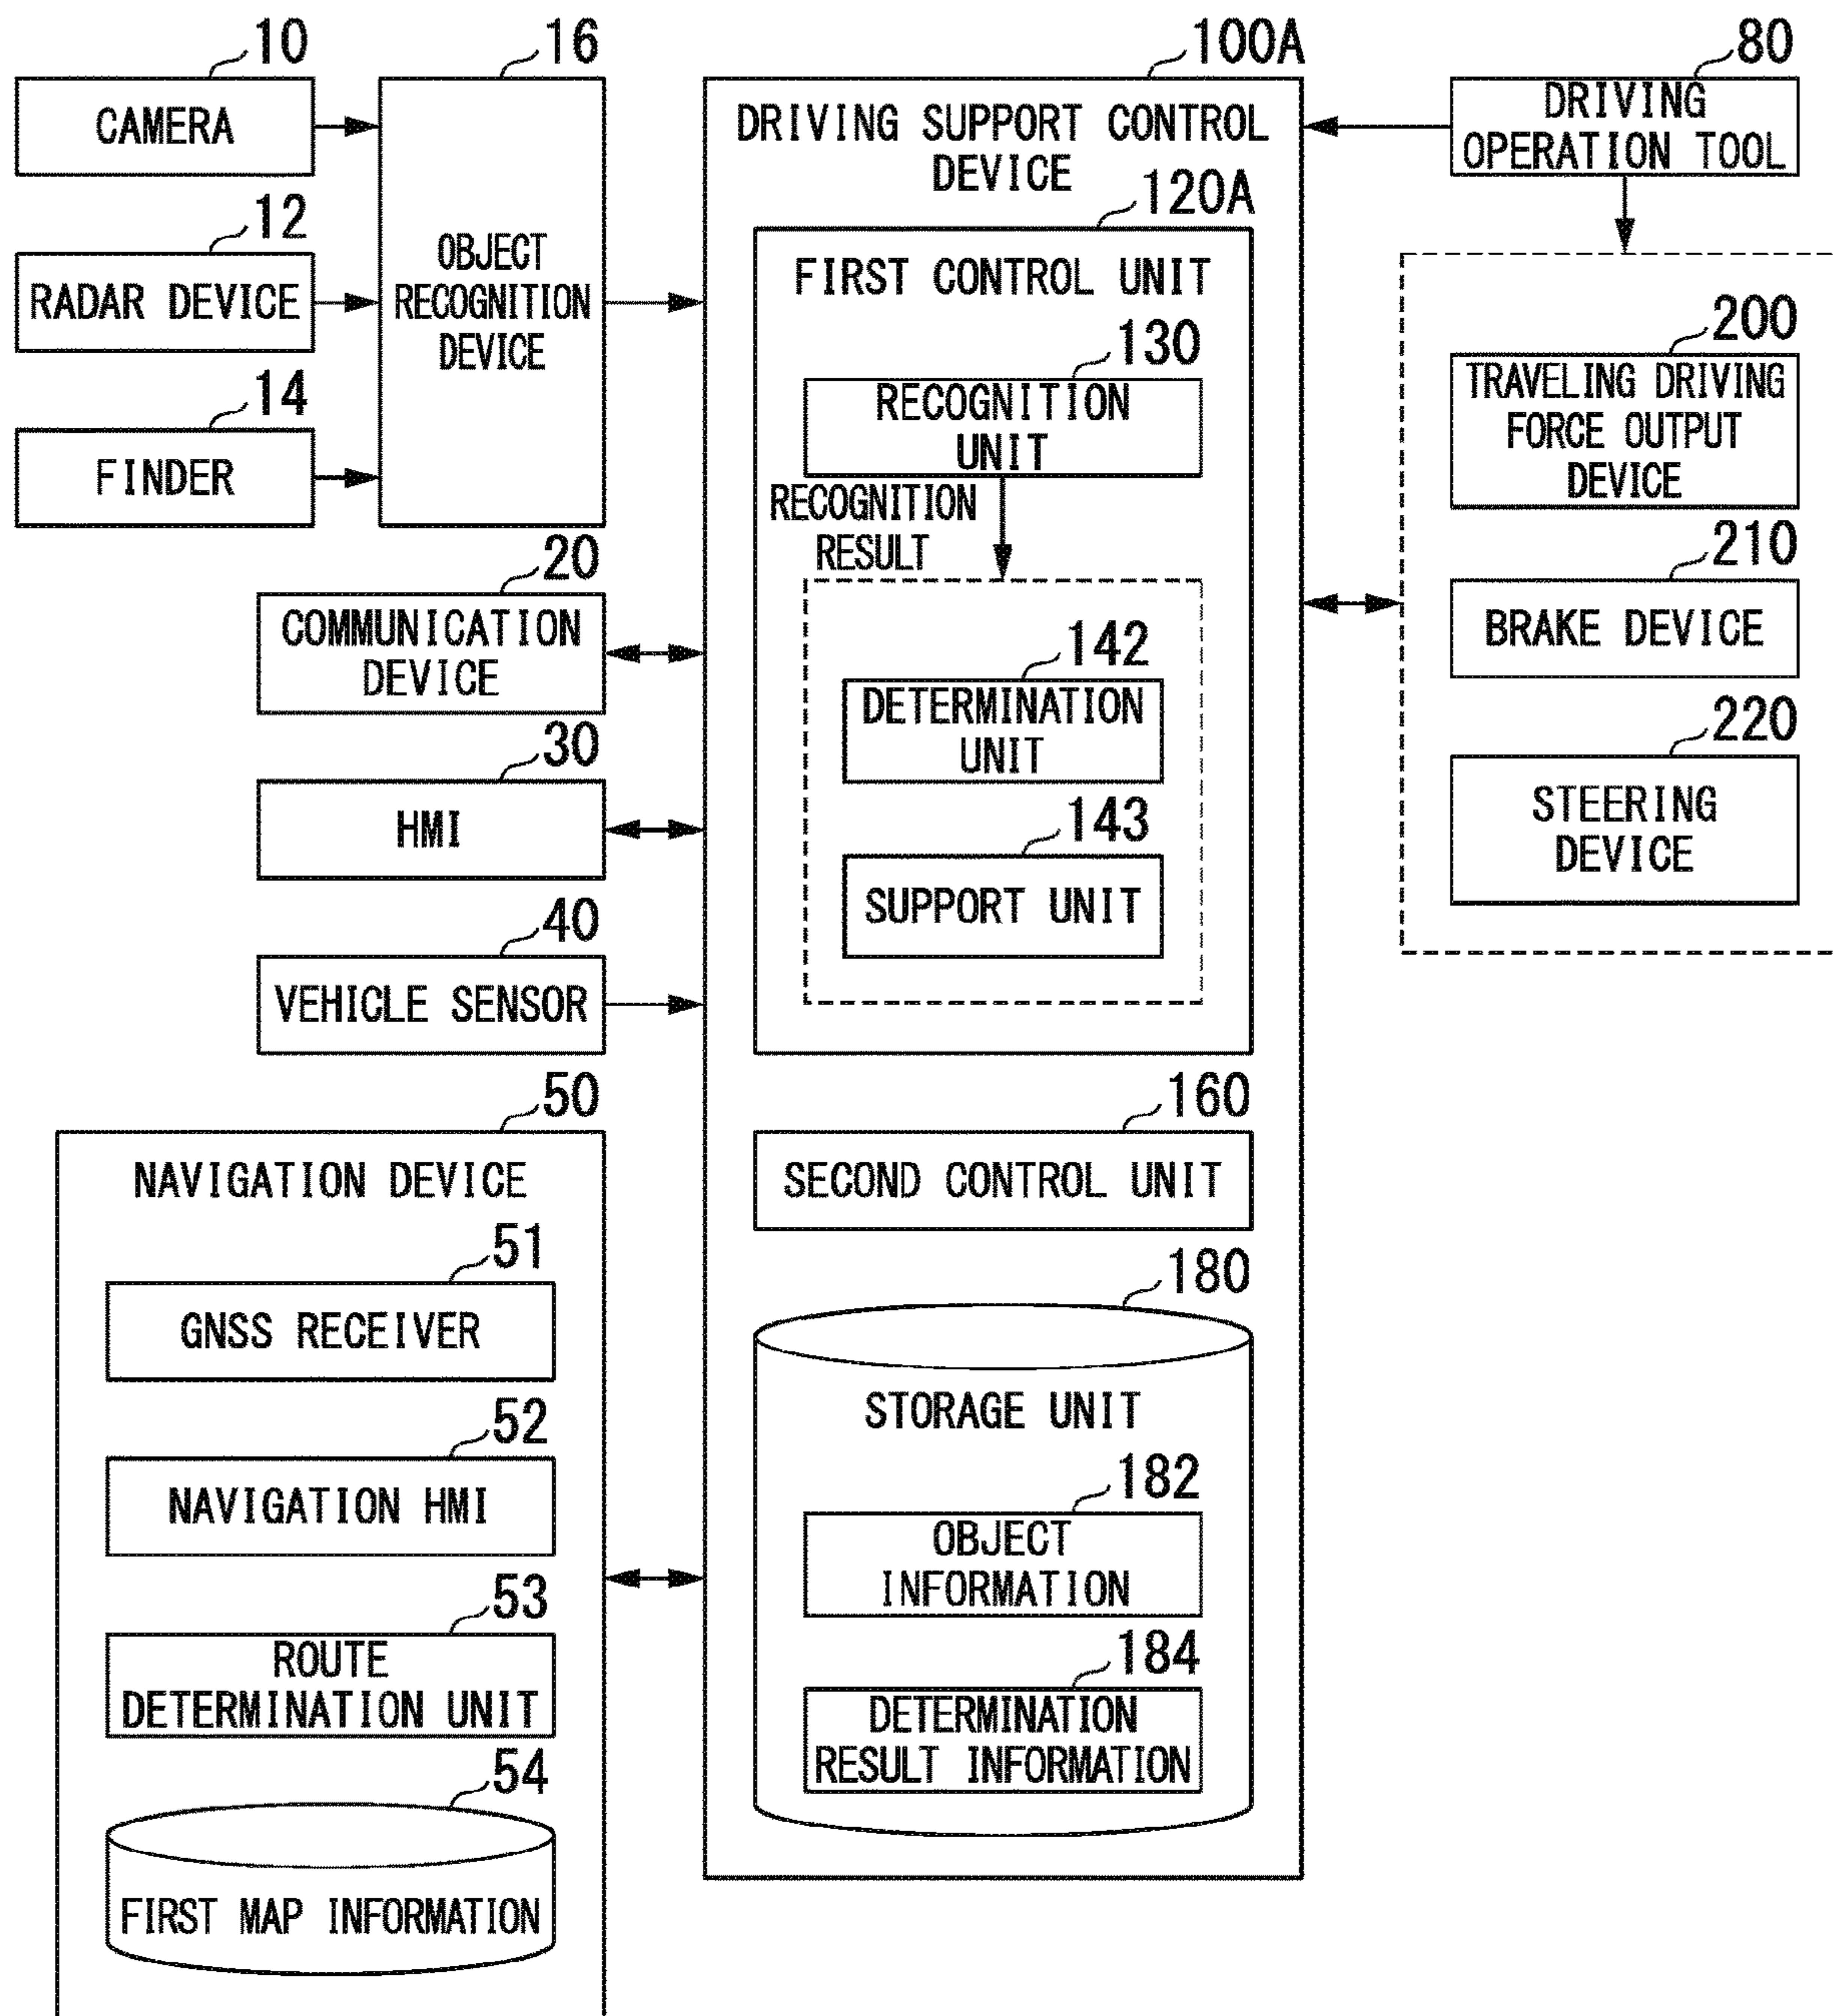 10
CAMERA
12
RADAR DEVICE
14
FINDER
16
OBJECT
RECOGNITION
DEVICE
20
COMMUNICATION
DEVICE
30
HMI
40
VEHICLE SENSOR
50
NAVIGATION DEVICE
51
GNSS RECEIVER
52
NAVIGATION HMI
53
ROUTE
DETERMINATION UNIT
54
FIRST MAP INFORMATION
100A
DRIVING SUPPORT CONTROL
DEVICE
120A
FIRST CONTROL UNIT
130
RECOGNITION
UNIT
RECOGNITION
RESULT
142
DETERMINATION
UNIT
143
SUPPORT UNIT
160
SECOND CONTROL UNIT
180
STORAGE UNIT
182
OBJECT
INFORMATION
184
DETERMINATION
RESULT INFORMATION
80
DRIVING
OPERATION TOOL
200
TRAVELING DRIVING
FORCE OUTPUT
DEVICE
210
BRAKE DEVICE
220
STEERING
DEVICE